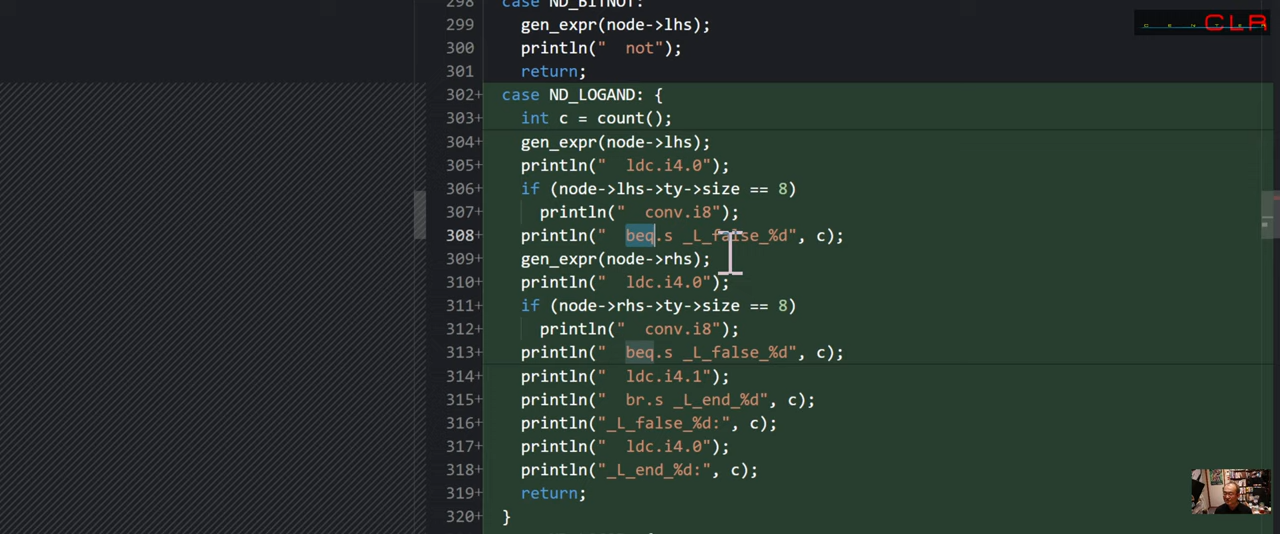 298 case ND_BITNOT:
299 gen_expr(node->lhs);
300 println("  not");
301 return;
302+ case ND_LOGAND: {
303+ int c = count();
304+ gen_expr(node->lhs);
305+ println("  ldc.i4.0");
306+ if (node->lhs->ty->size == 8)
307+ println("  conv.i8");
308+ println("  beq.s _L_false_%d", c);
309+ gen_expr(node->rhs);
310+ println("  ldc.i4.0");
311+ if (node->rhs->ty->size == 8)
312+ println("  conv.i8");
313+ println("  beq.s _L_false_%d", c);
314+ println("  ldc.i4.1");
315+ println("  br.s _L_end_%d", c);
316+ println("_L_false_%d:", c);
317+ println("  ldc.i4.0");
318+ println("_L_end_%d:", c);
319+ return;
320+ }
CLR